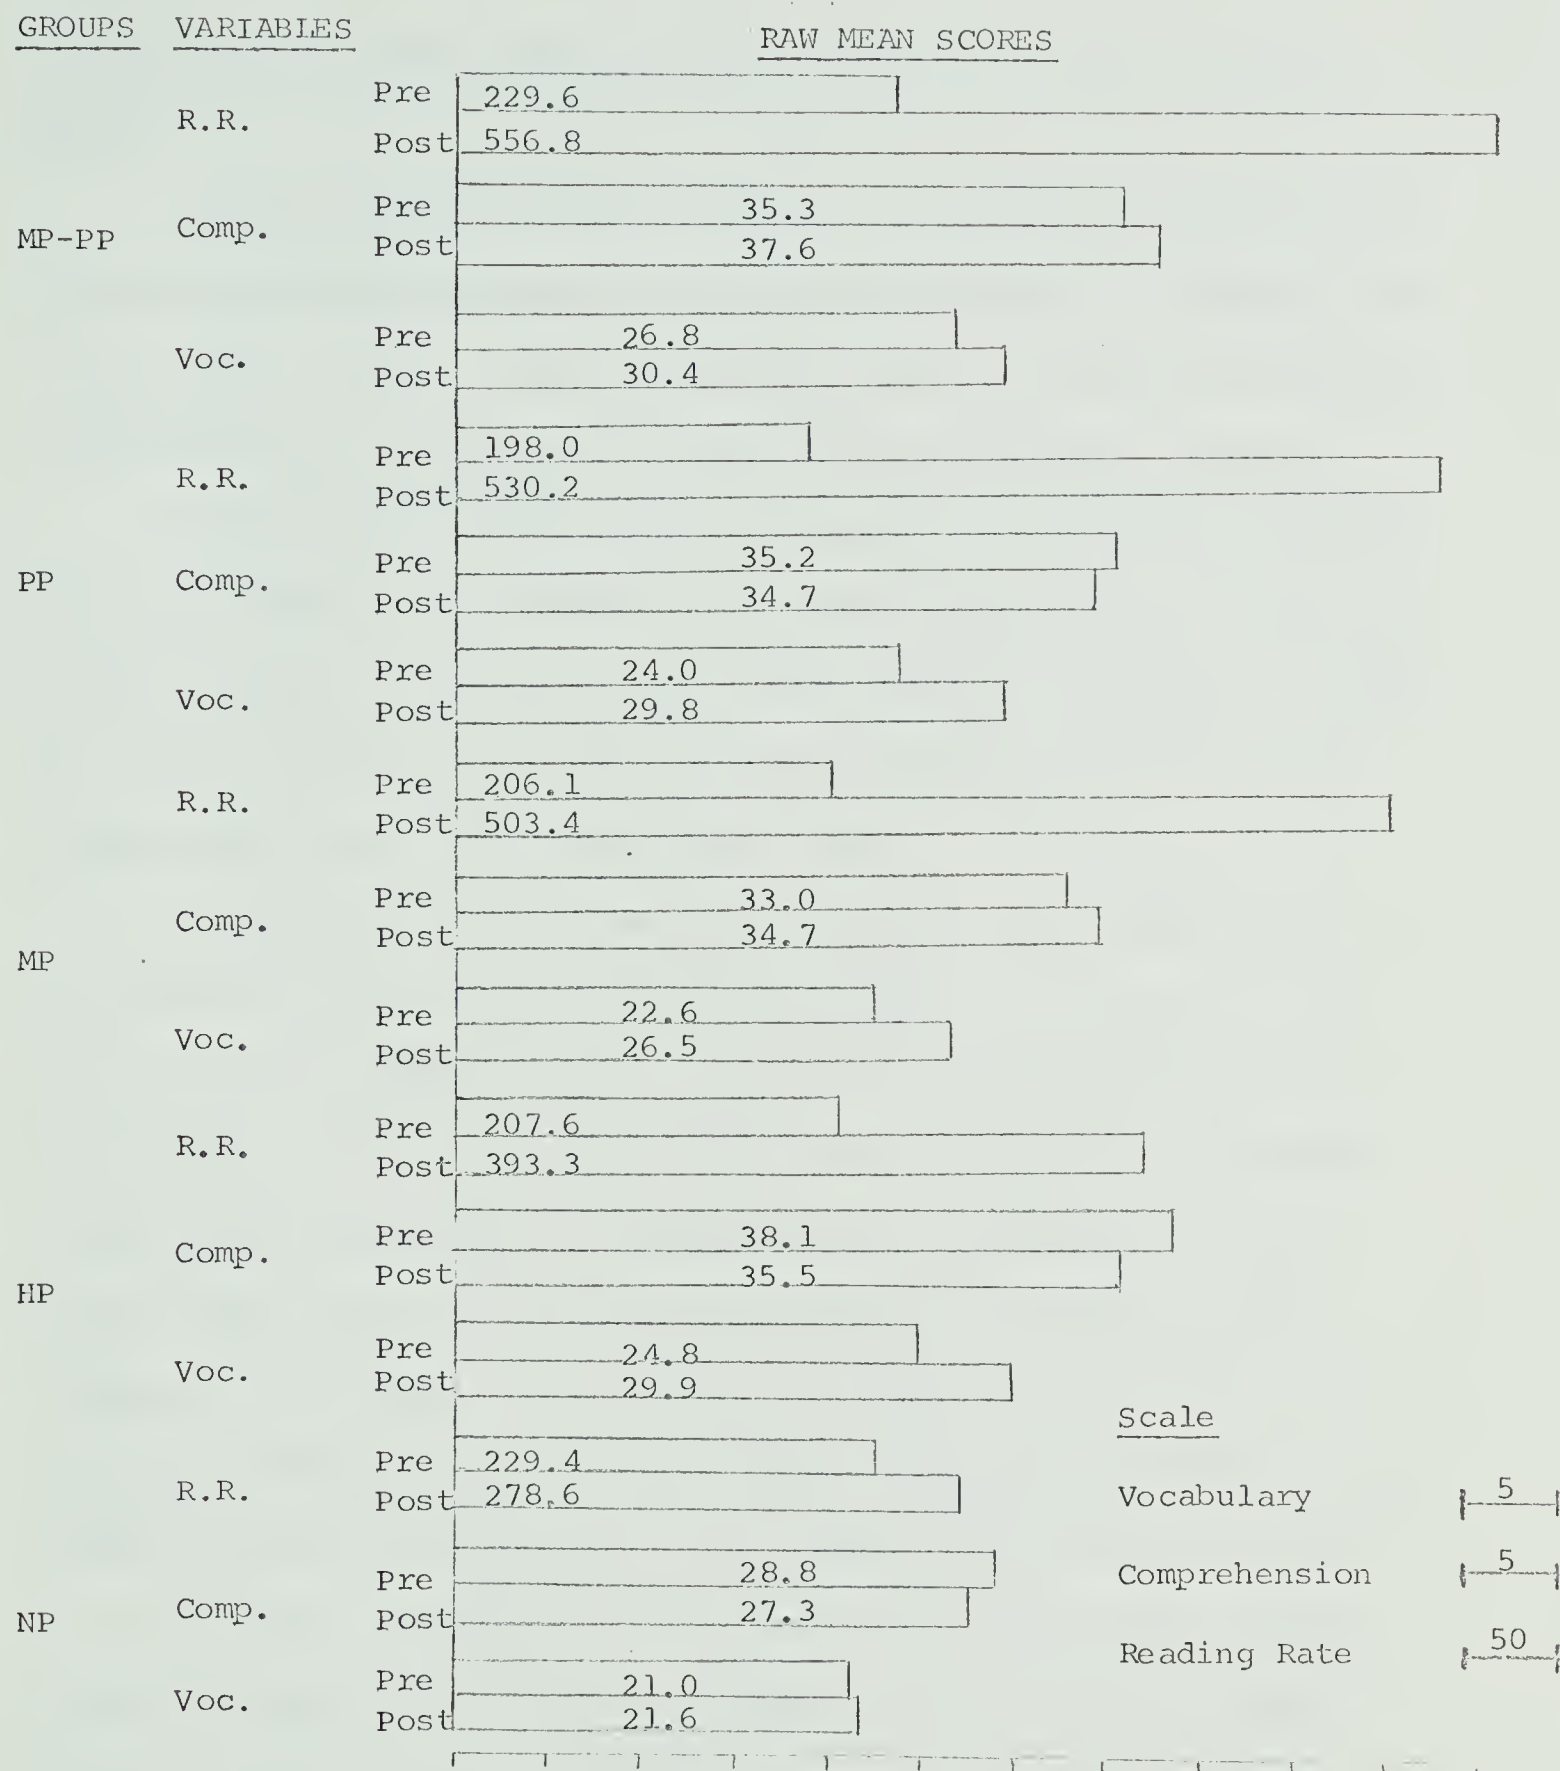 GROUPS VARIABLES RAW MEAN SCORES
Pre 229.6
R.R.
Post 556.8
Pre 35.3
MP-PP Comp.
Post 37.6
Pre 26.8
Voc.
Post 30.4
Pre 198.0
R.R.
Post 530.2
Pre 35.2
PP Comp.
Post 34.7
Pre 24.0
Voc.
Post 29.8
Pre 206.1
R.R.
Post 503.4
Pre 33.0
Comp.
Post 34.7
MP
Pre 22.6
Voc.
Post 26.5
Pre 207.6
R.R.
Post 393.3
Pre 38.1
Comp.
Post 35.5
HP
Pre 24.8
Voc.
Post 29.9
Scale
Pre 229.4
R.R.
Post 278.6
Vocabulary 5
Pre 28.8
Comprehension 5
Comp.
Post 27.3
NP
Reading Rate 50
Pre 21.0
Voc.
Post 21.6